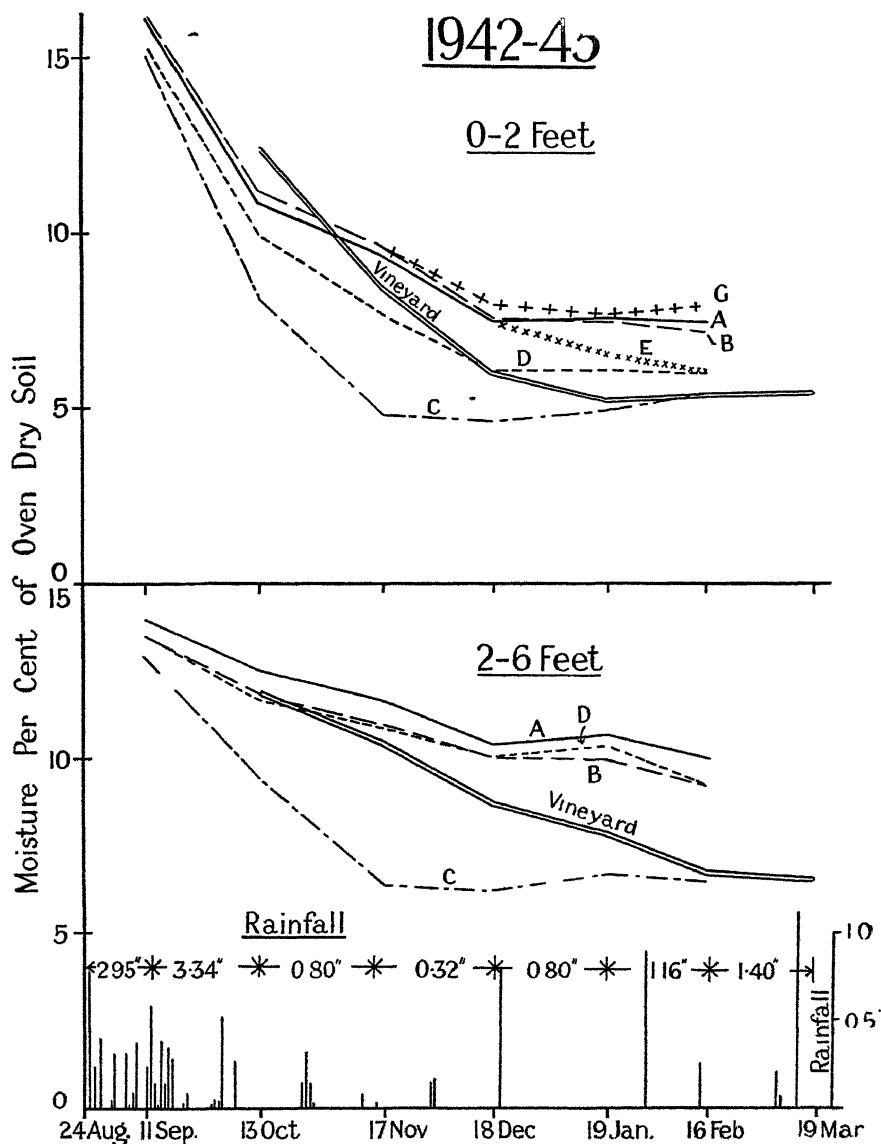 1942-43
15
0-2 Feet
10
Vineyard
G
A
B
E
D
C
5
0
Moisture Per Cent of Oven Dry Soil
15
2-6 Feet
A
D
10
B
Vineyard
C
5
Rainfall
2.95" 3.34" 0.80" 0.32" 0.80" 1.16" 1.40"
1.0
0.5
Rainfall
0
24 Aug. 11 Sep. 13 Oct 17 Nov 18 Dec 19 Jan. 16 Feb 19 Mar